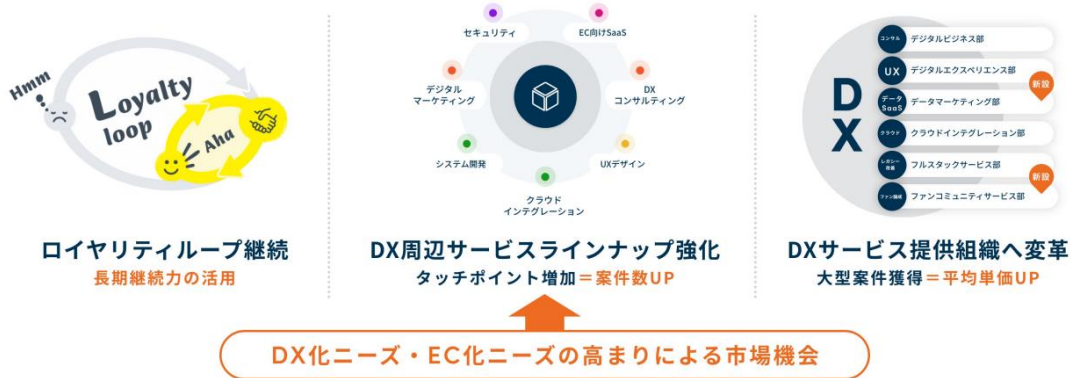 Hmm
Loyalty
loop
Aha
ロイヤリティループ継続
長期継続力の活用
セキュリティ
EC向けSaaS
デジタル
マーケティング
DX
コンサルティング
システム開発
UXデザイン
クラウド
インテグレーション
DX周辺サービスラインナップ強化
タッチポイント増加＝案件数UP
DX
コンサル
デジタルビジネス部
UX
デジタルエクスペリエンス部
新設
データ
SaaS
データマーケティング部
クラウド
クラウドインテグレーション部
レガシー
改善
フルスタックサービス部
新設
ファン醸成
ファンコミュニティサービス部
DXサービス提供組織へ変革
大型案件獲得＝平均単価UP
DX化ニーズ・EC化ニーズの高まりによる市場機会